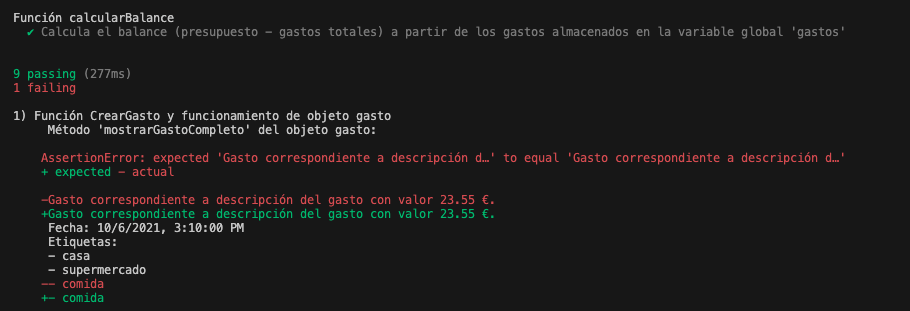 Función calcularBalance
✔ Calcula el balance (presupuesto - gastos totales) a partir de los gastos almacenados en la variable global 'gastos'
9 passing (277ms)
1 failing
1) Función CrearGasto y funcionamiento de objeto gasto
Método 'mostrarGastoCompleto' del objeto gasto:
AssertionError: expected 'Gasto correspondiente a descripción d…' to equal 'Gasto correspondiente a descripción d…'
+ expected - actual
-Gasto correspondiente a descripción del gasto con valor 23.55 €.
+Gasto correspondiente a descripción del gasto con valor 23.55 €.
Fecha: 10/6/2021, 3:10:00 PM
Etiquetas:
- casa
- supermercado
-- comida
+- comida